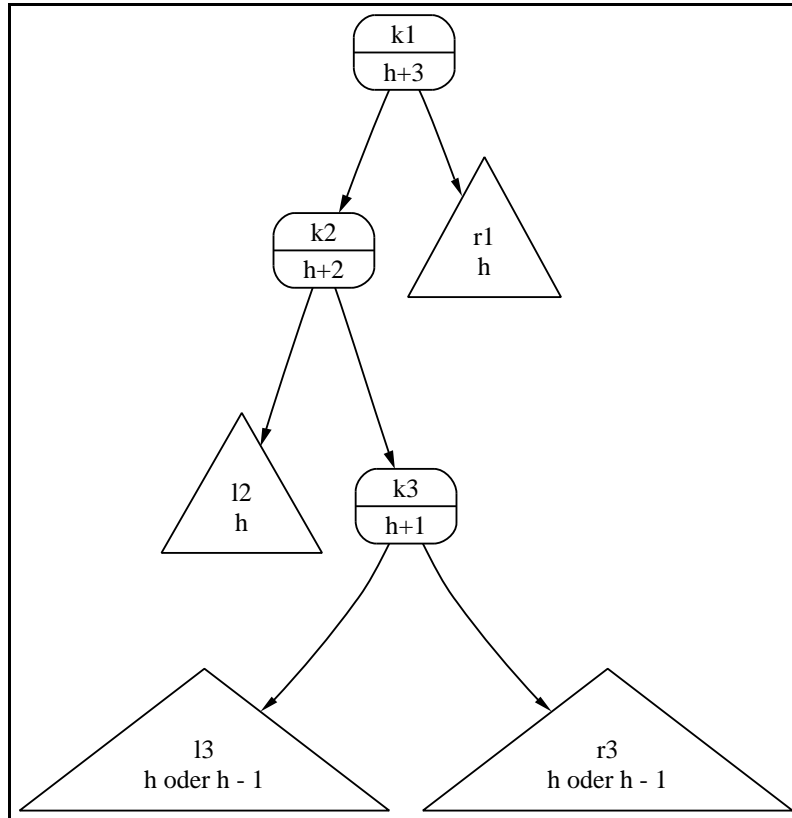 k1
h+3
k2
h+2
r1
h
l2
h
k3
h+1
l3
h oder h - 1
r3
h oder h - 1